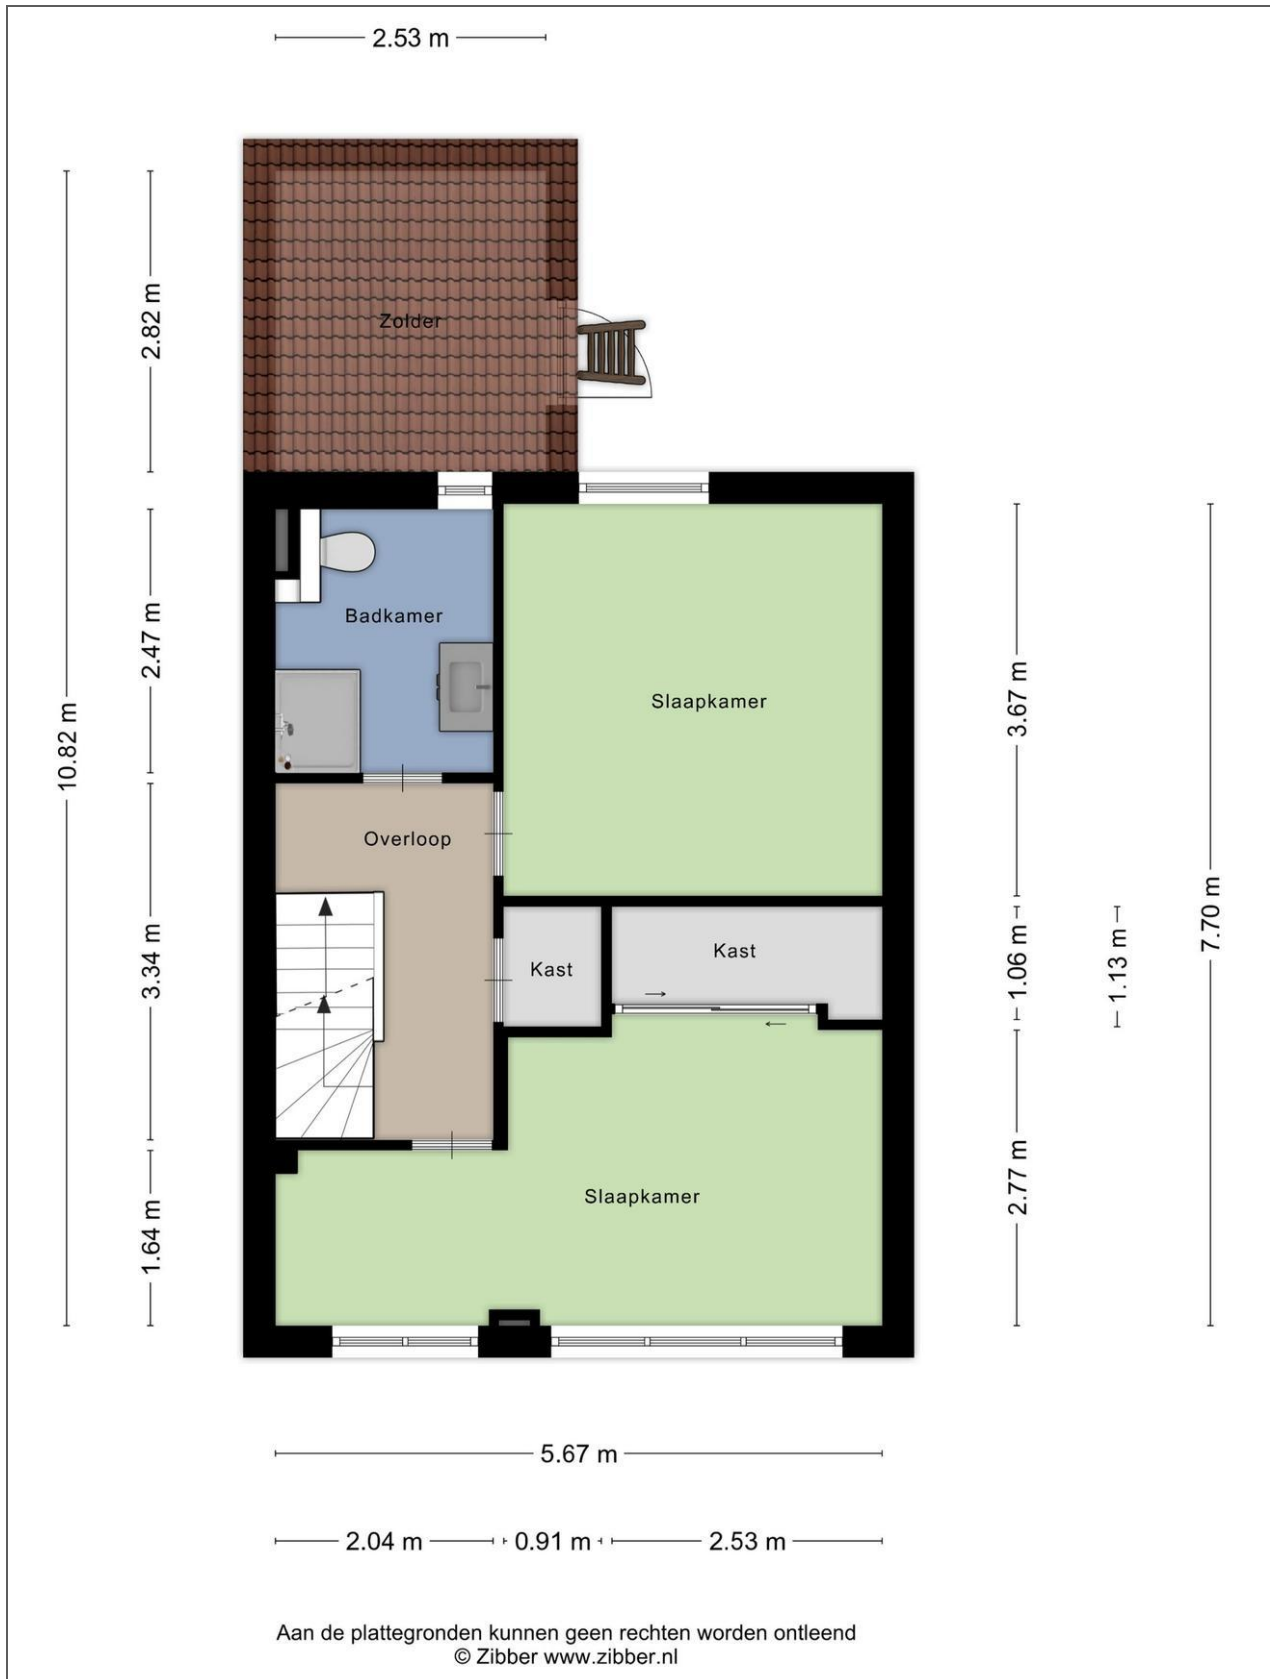 2.53 m
Zolder
2.82 m
Badkamer
2.47 m
Slaapkamer
3.67 m
10.82 m
Overloop
7.70 m
3.34 m
Kast
Kast
1.06 m
1.13 m
Slaapkamer
2.77 m
1.64 m
5.67 m
2.04 m
0.91 m
2.53 m
Aan de plattegronden kunnen geen rechten worden ontleend
© Zibber www.zibber.nl